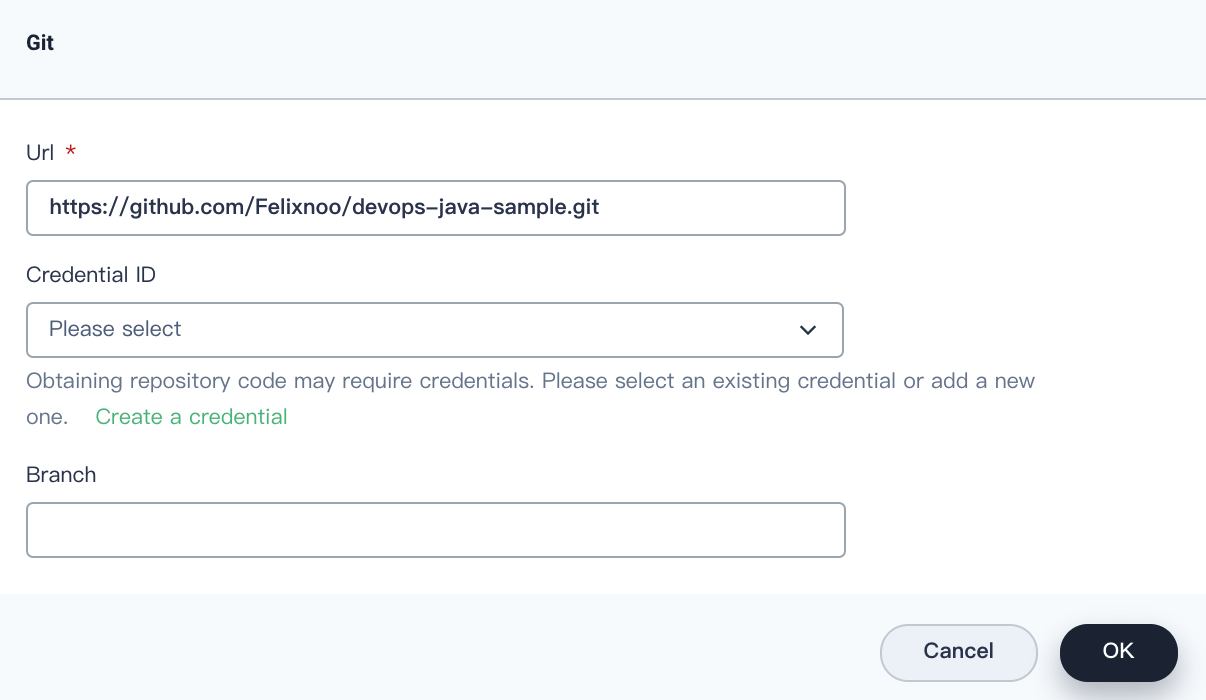 Git
Url *
https://github.com/Felixnoo/devops-java-sample.git
Credential ID
Please select
Obtaining repository code may require credentials. Please select an existing credential or add a new
one. Create a credential
Branch
Cancel OK